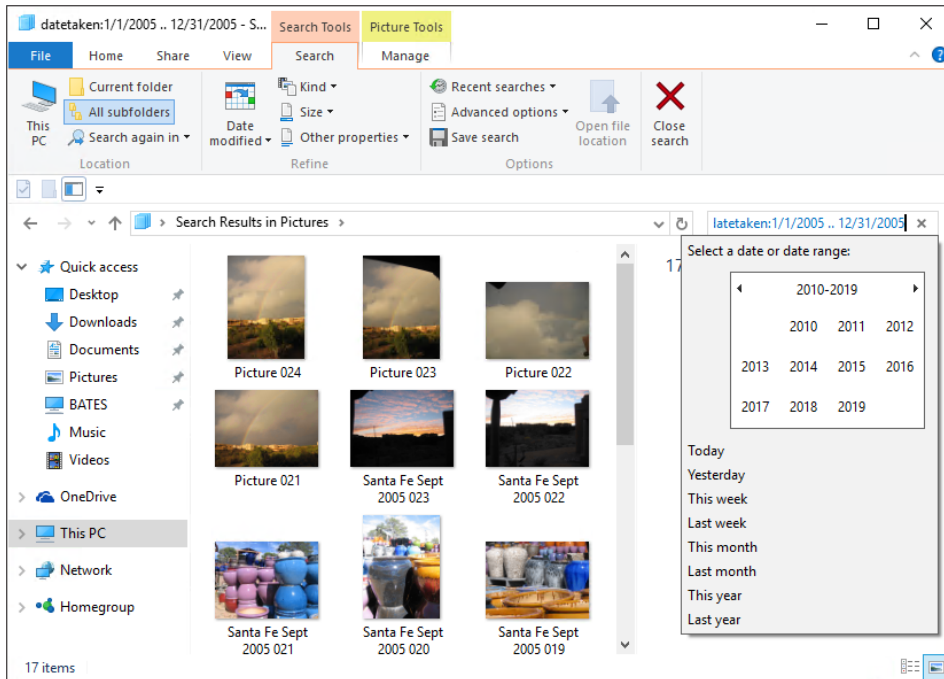 datetaken:1/1/2005 .. 12/31/2005 - S...
Search Tools
Picture Tools
File
Home
Share
View
Search
Manage
This PC
Current folder
All subfolders
Search again in
Location
Date modified
Kind
Size
Other properties
Refine
Recent searches
Advanced options
Save search
Options
Open file location
Close search
Search Results in Pictures
latetaken:1/1/2005 .. 12/31/2005
Quick access
Desktop
Downloads
Documents
Pictures
BATES
Music
Videos
OneDrive
This PC
Network
Homegroup
Picture 024
Picture 023
Picture 022
Picture 021
Santa Fe Sept 2005 023
Santa Fe Sept 2005 022
Santa Fe Sept 2005 021
Santa Fe Sept 2005 020
Santa Fe Sept 2005 019
17
Select a date or date range:
2010-2019
2010 2011 2012
2013 2014 2015 2016
2017 2018 2019
Today
Yesterday
This week
Last week
This month
Last month
This year
Last year
17 items